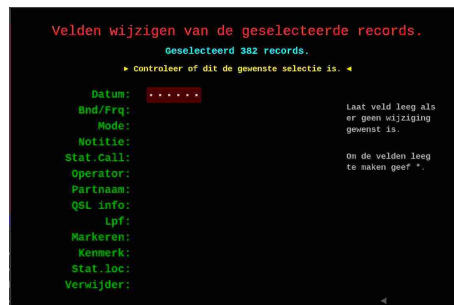 Velden wijzigen van de geselecteerde records.
Geselecteerd 382 records.
► Controleer of dit de gewenste selectie is. ◄
Datum: ......
Bnd/Frq:
Mode:
Notitie:
Stat.Call:
Operator:
Partnaam:
QSL info:
Lpf:
Markeren:
Kenmerk:
Stat.loc:
Verwijder:
Laat veld leeg als
er geen wijziging
gewenst is.
Om de velden leeg
te maken geef *.